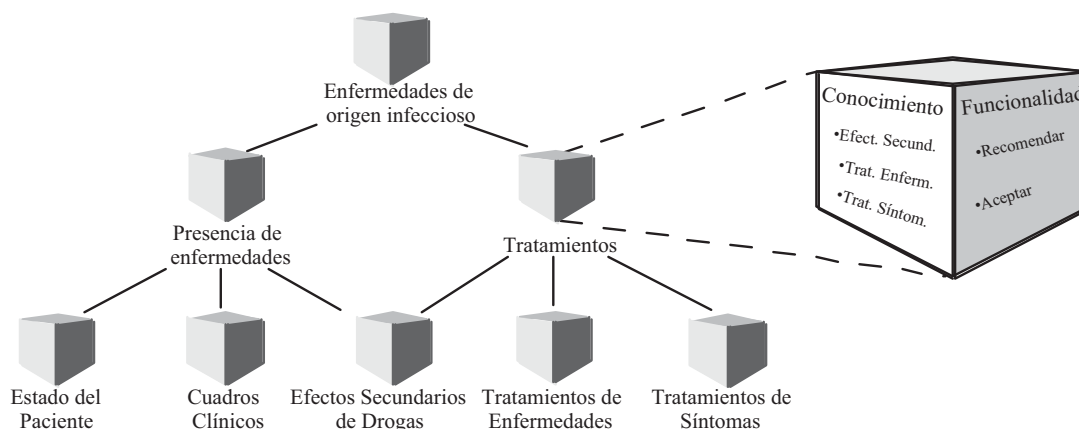 Enfermedades de
origen infeccioso
Conocimiento
•Efect. Secund.
•Trat. Enferm.
•Trat. Síntom.
Funcionalidad
•Recomendar
•Aceptar
Presencia de
enfermedades
Tratamientos
Estado del
Paciente
Cuadros
Clínicos
Efectos Secundarios
de Drogas
Tratamientos de
Enfermedades
Tratamientos de
Síntomas